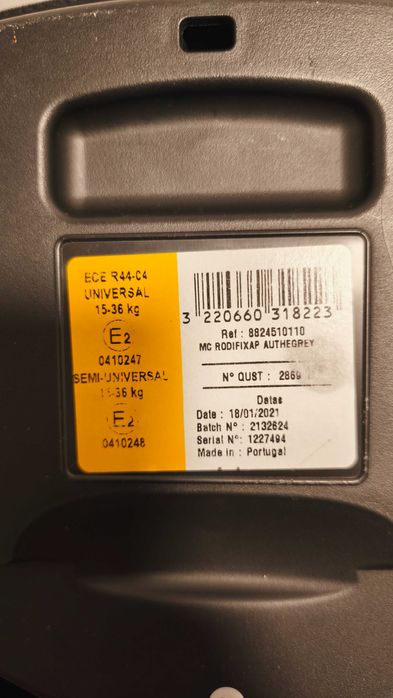 ECE R44-04
UNIVERSAL
15-36 kg
E2
0410247
SEMI-UNIVERSAL
15-36 kg
E2
0410248
3 220660 318223
Ref : 8824510110
MC RODIFIXAP AUTHEGREY
N° QUST : 2869
Datas
Date : 18/01/2021
Batch N° : 2132624
Serial N° : 1227494
Made in : Portugal